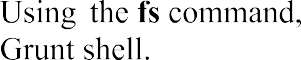 Using the fs command,
Grunt shell.